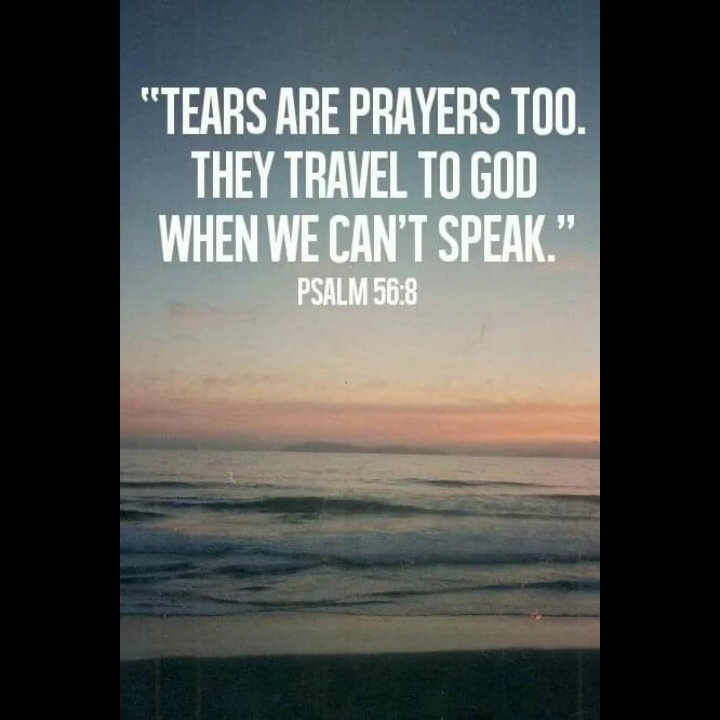 “TEARS ARE PRAYERS TOO.
THEY TRAVEL TO GOD
WHEN WE CAN’T SPEAK.”
PSALM 56:8